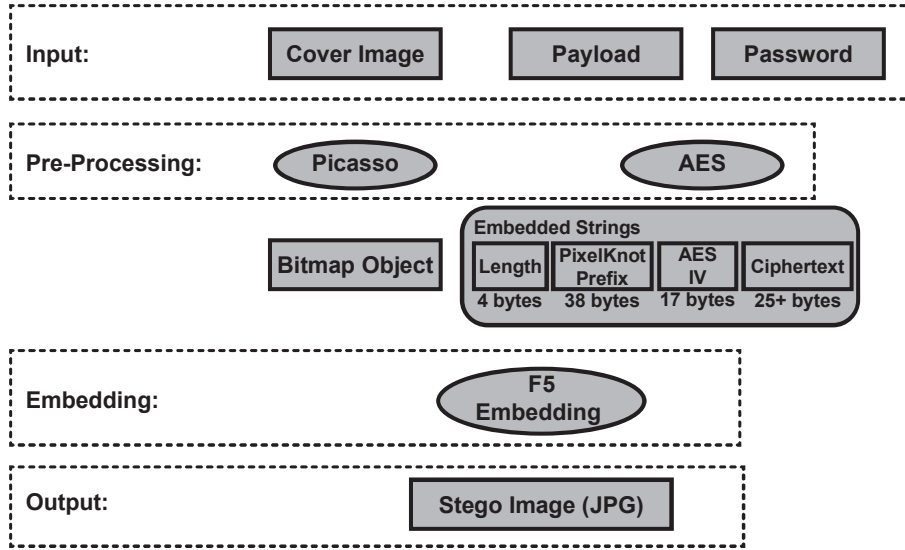 Input:
Cover Image
Payload
Password
Pre-Processing:
Picasso
AES
Bitmap Object
Embedded Strings
Length
PixelKnot
Prefix
AES
IV
Ciphertext
4 bytes
38 bytes
17 bytes
25+ bytes
Embedding:
F5
Embedding
Output:
Stego Image (JPG)